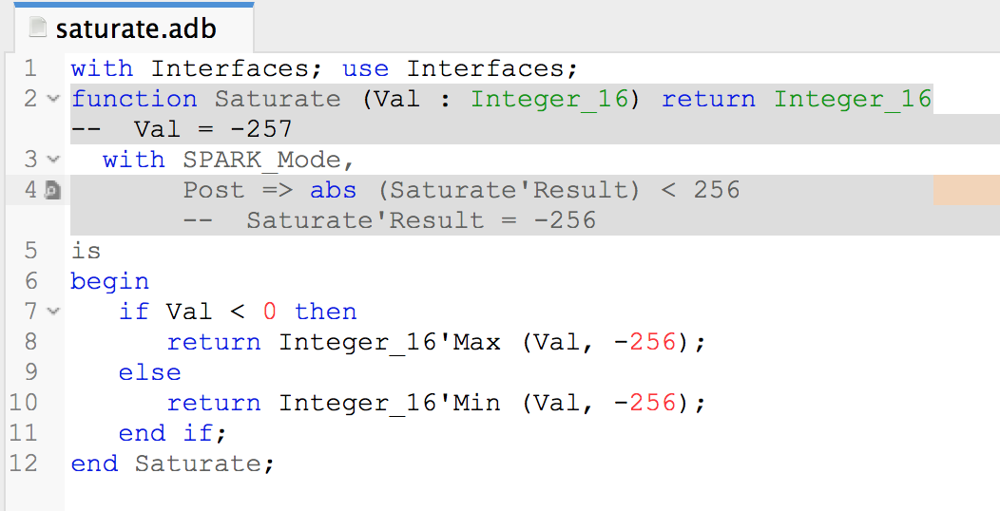 saturate.adb
1 with Interfaces; use Interfaces;
2 function Saturate (Val : Integer_16) return Integer_16
--  Val = -257
3   with SPARK_Mode,
4        Post => abs (Saturate'Result) < 256
         --  Saturate'Result = -256
5 is
6 begin
7    if Val < 0 then
8       return Integer_16'Max (Val, -256);
9    else
10       return Integer_16'Min (Val, -256);
11    end if;
12 end Saturate;